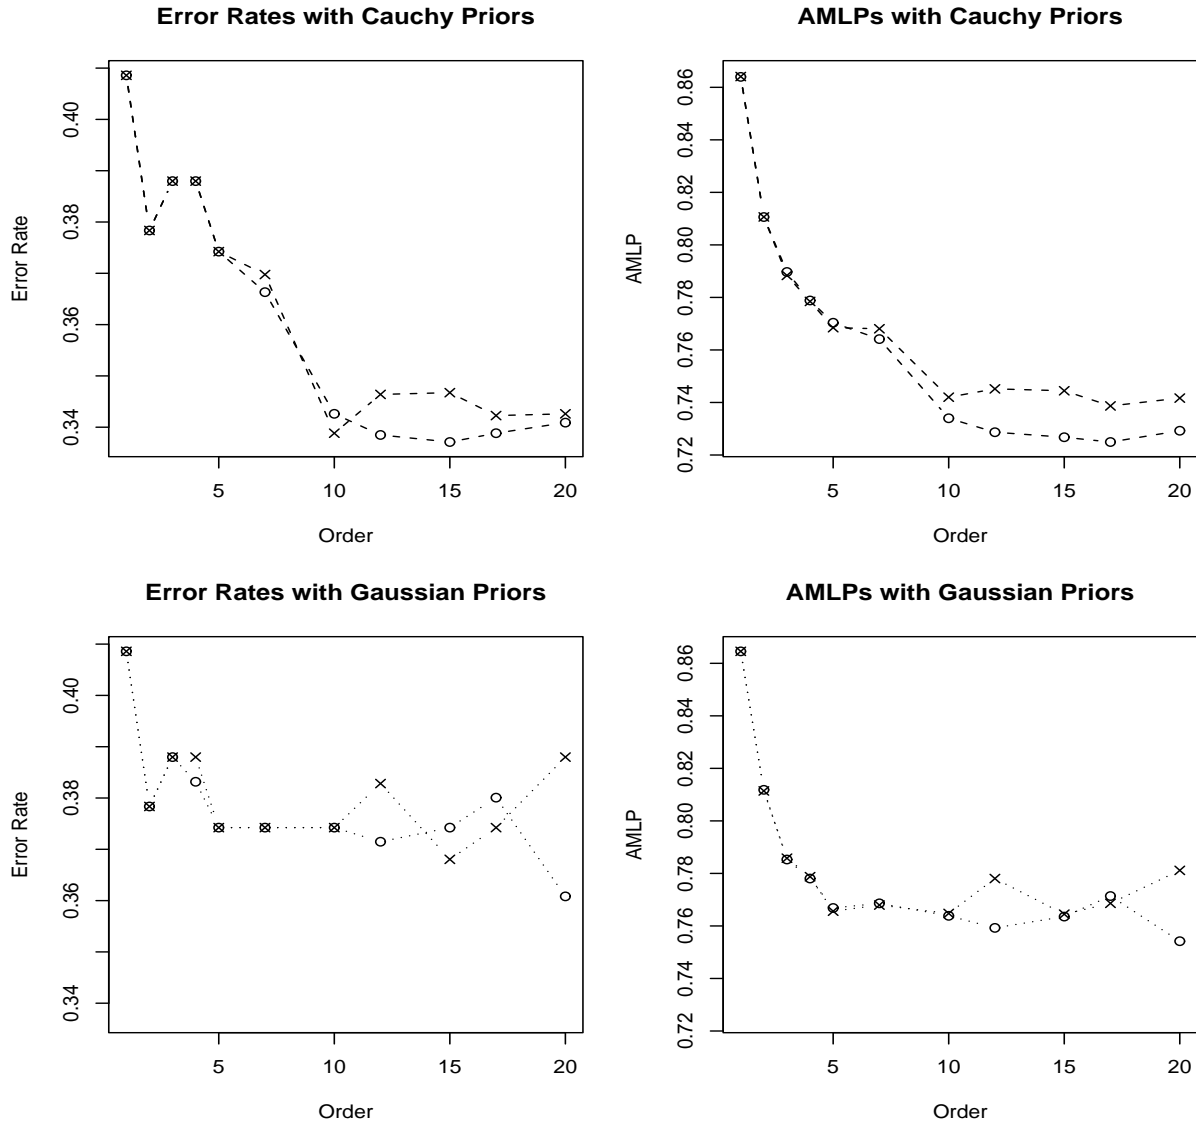 Error Rates with Cauchy Priors
Error Rate
0.40
0.38
0.36
0.34
5 10 15 20
Order
AMLPs with Cauchy Priors
AMLP
0.86
0.84
0.82
0.80
0.78
0.76
0.74
0.72
5 10 15 20
Order
Error Rates with Gaussian Priors
Error Rate
0.40
0.38
0.36
0.34
5 10 15 20
Order
AMLPs with Gaussian Priors
AMLP
0.86
0.84
0.82
0.80
0.78
0.76
0.74
0.72
5 10 15 20
Order